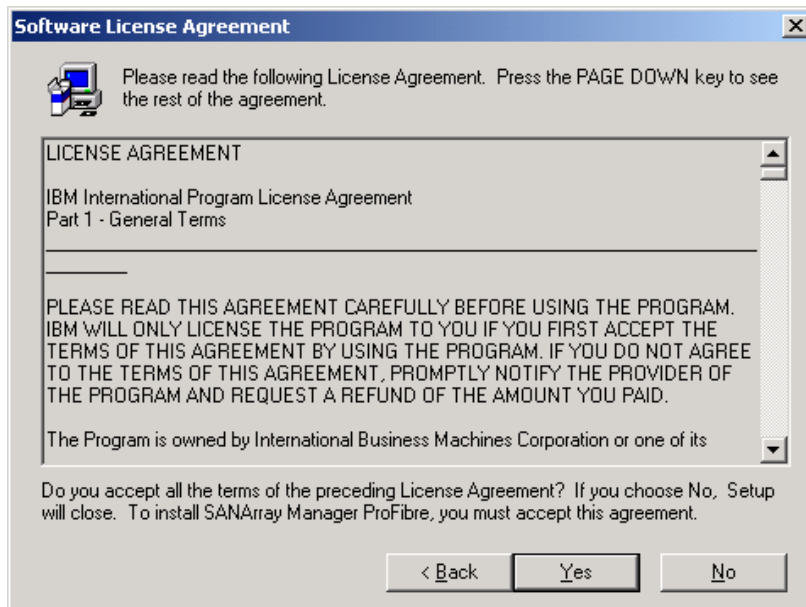 Software License Agreement
Please read the following License Agreement. Press the PAGE DOWN key to see
the rest of the agreement.
LICENSE AGREEMENT
IBM International Program License Agreement
Part 1 - General Terms
PLEASE READ THIS AGREEMENT CAREFULLY BEFORE USING THE PROGRAM.
IBM WILL ONLY LICENSE THE PROGRAM TO YOU IF YOU FIRST ACCEPT THE
TERMS OF THIS AGREEMENT BY USING THE PROGRAM. IF YOU DO NOT AGREE
TO THE TERMS OF THIS AGREEMENT, PROMPTLY NOTIFY THE PROVIDER OF
THE PROGRAM AND REQUEST A REFUND OF THE AMOUNT YOU PAID.
The Program is owned by International Business Machines Corporation or one of its
Do you accept all the terms of the preceding License Agreement? If you choose No, Setup
will close. To install SANArray Manager ProFibre, you must accept this agreement.
< Back
Yes
No